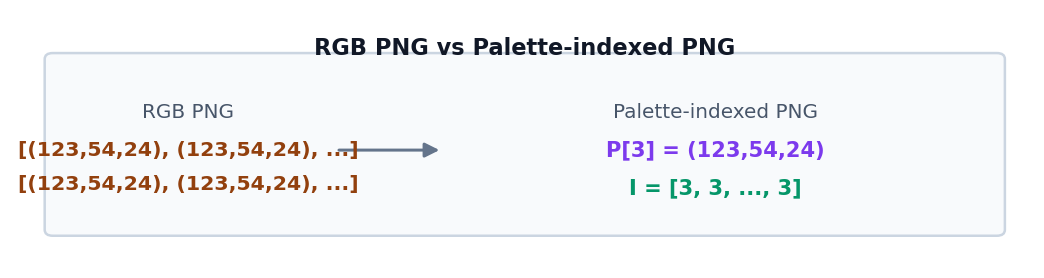 RGB PNG vs Palette-indexed PNG
RGB PNG
[(123,54,24), (123,54,24), ...]
[(123,54,24), (123,54,24), ...]
Palette-indexed PNG
P[3] = (123,54,24)
I = [3, 3, ..., 3]